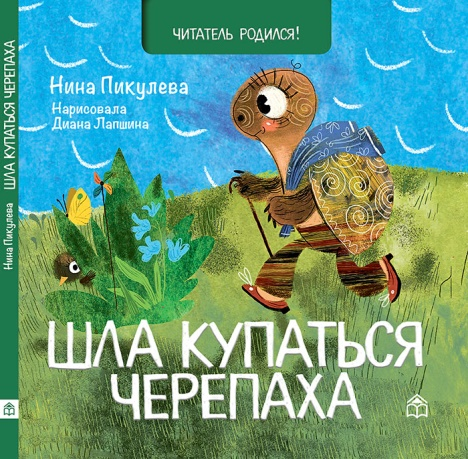 ЧИТАТЕЛЬ РОДИЛСЯ!
Нина Пикулева
Нарисовала
Диана Лапшина
ШЛА КУПАТЬСЯ
ЧЕРЕПАХА
Нина Пикулева ШЛА КУПАТЬСЯ ЧЕРЕПАХА